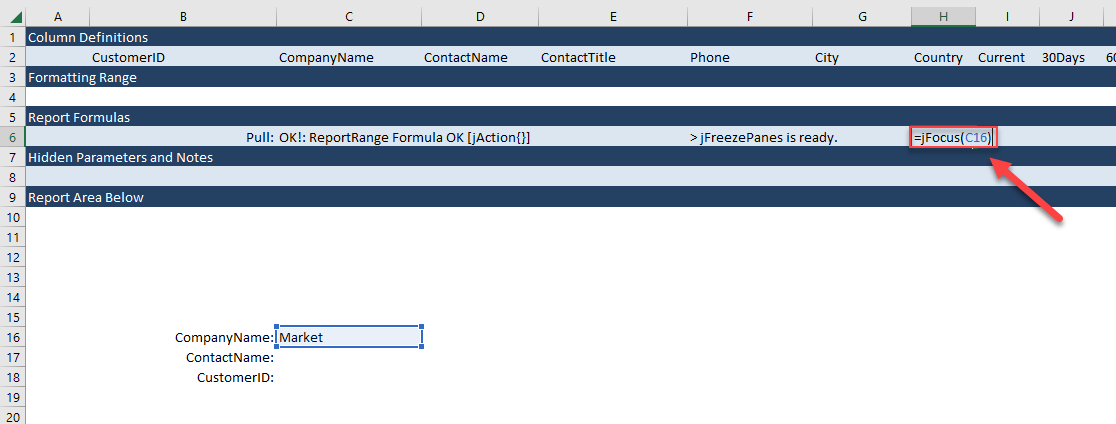 A B C D E F G H I J
1 Column Definitions
2 CustomerID CompanyName ContactName ContactTitle Phone City Country Current 30Days 60
3 Formatting Range
4
5 Report Formulas
6 Pull: OK!: ReportRange Formula OK [jAction{}] > jFreezePanes is ready. =jFocus(C16)
7 Hidden Parameters and Notes
8
9 Report Area Below
10
11
12
13
14
15
16 CompanyName: Market
17 ContactName:
18 CustomerID:
19
20